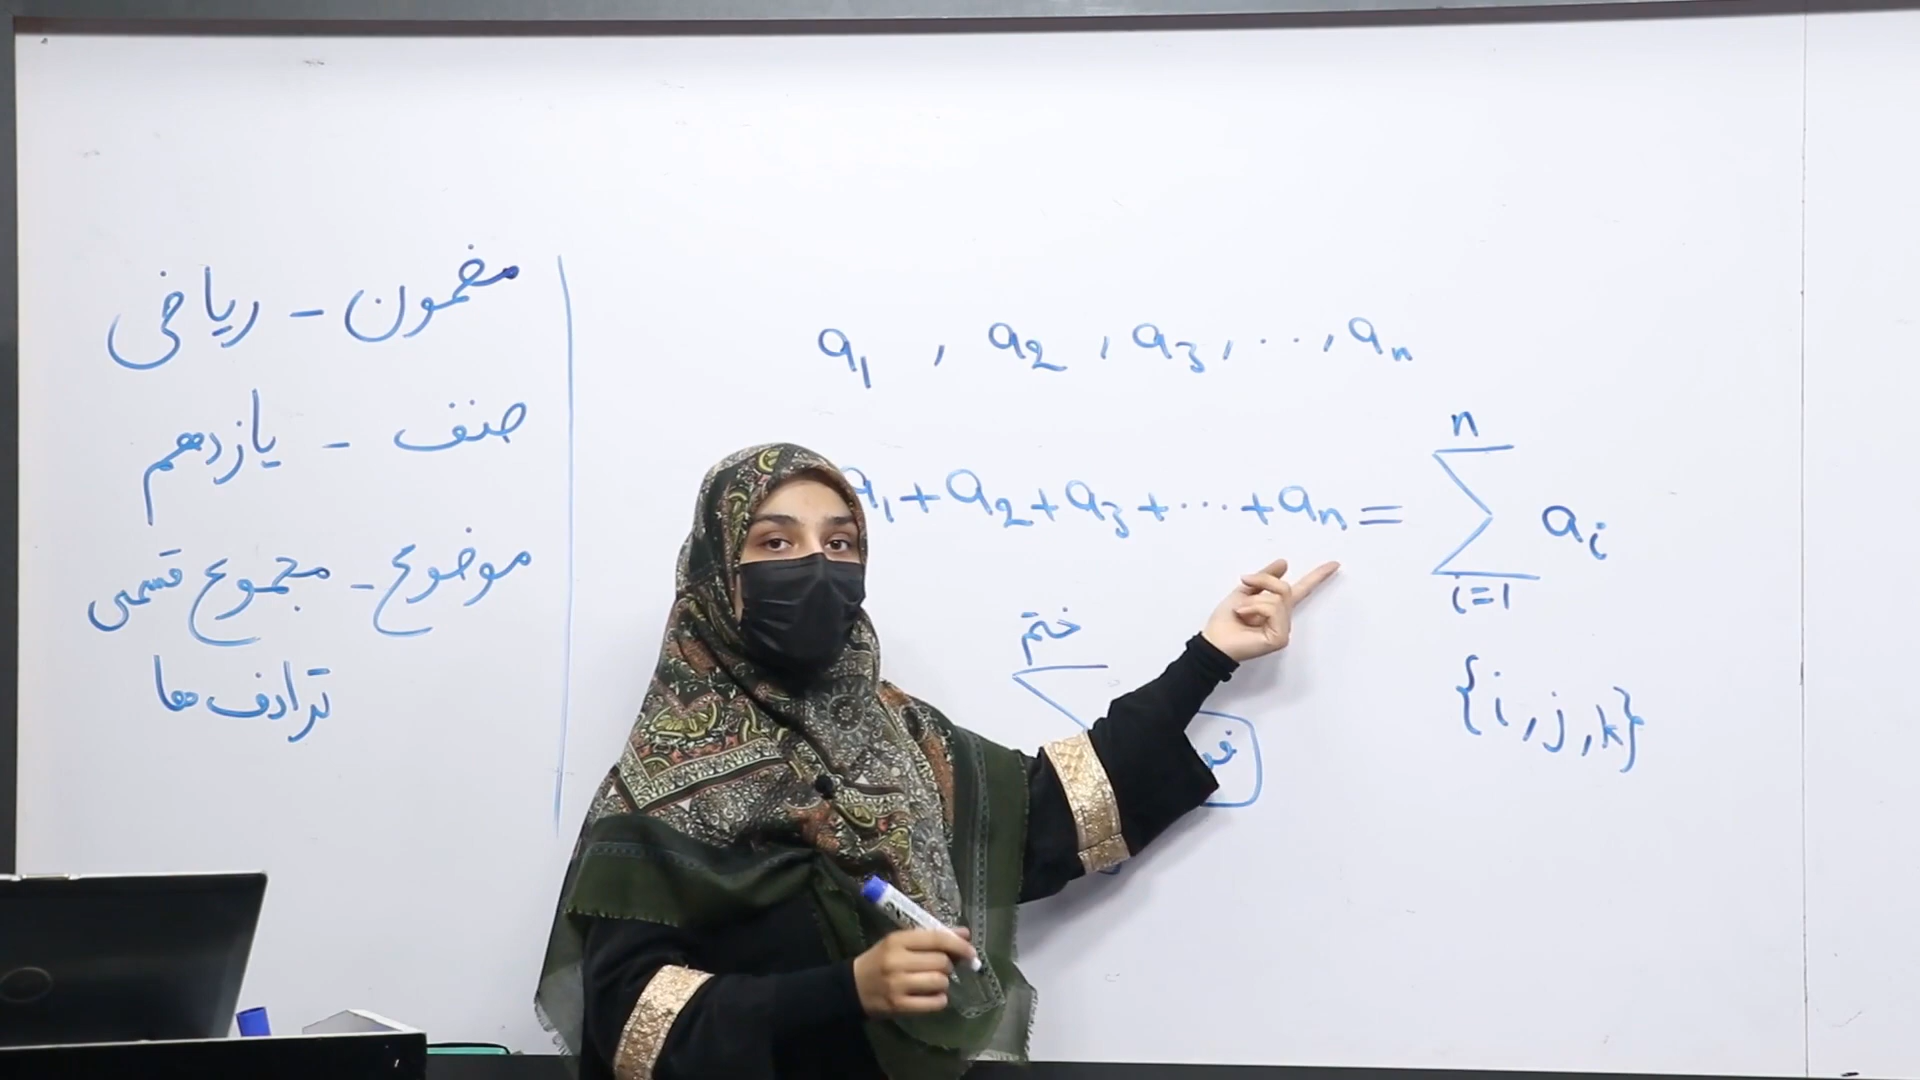 مضمون - ریاضی
صنف - یازدهم
موضوع - مجموع قسمی
ترادف ها
a₁ , a₂ , a₃ , ... , aₙ
a₁ + a₂ + a₃ + ... + aₙ = ∑ⁿᵢ₌₁ aᵢ
ختم
{i, j, k}